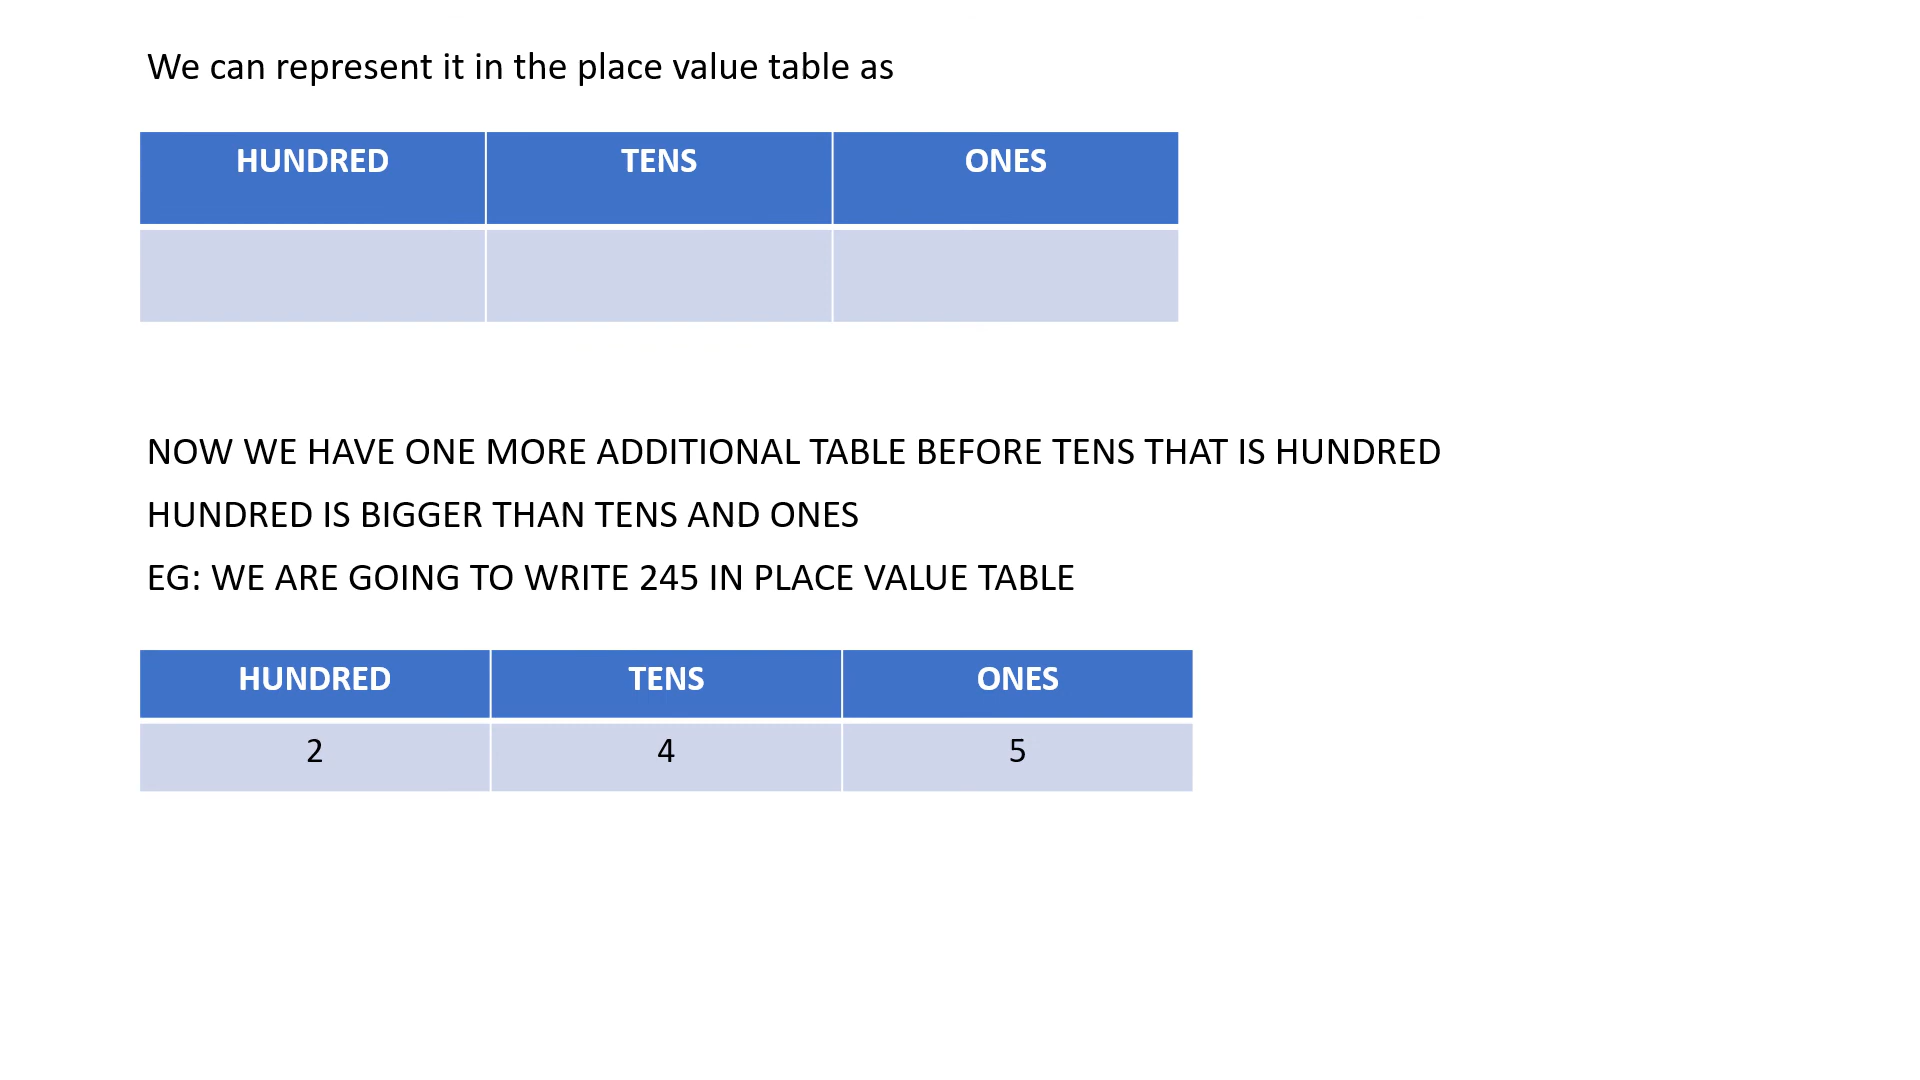 We can represent it in the place value table as
HUNDRED TENS ONES
NOW WE HAVE ONE MORE ADDITIONAL TABLE BEFORE TENS THAT IS HUNDRED
HUNDRED IS BIGGER THAN TENS AND ONES
EG: WE ARE GOING TO WRITE 245 IN PLACE VALUE TABLE
HUNDRED TENS ONES
2 4 5